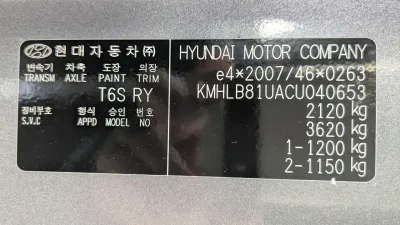 현대자동차㈜
변속기 차축 도장 의장
TRANSM AXLE PAINT TRIM
T6S RY
정비부호 형식 승인 번호
S.V.C APPD MODEL NO
HYUNDAI MOTOR COMPANY
e4*2007/46*0263
KMHLB81UACU040653
2120 kg
3620 kg
1-1200 kg
2-1150 kg